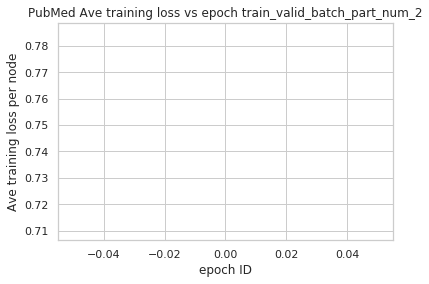 PubMed Ave training loss vs epoch train_valid_batch_part_num_2
0.78
0.77
0.76
0.75
0.74
0.73
0.72
0.71
Ave training loss per node
−0.04 −0.02 0.00 0.02 0.04
epoch ID